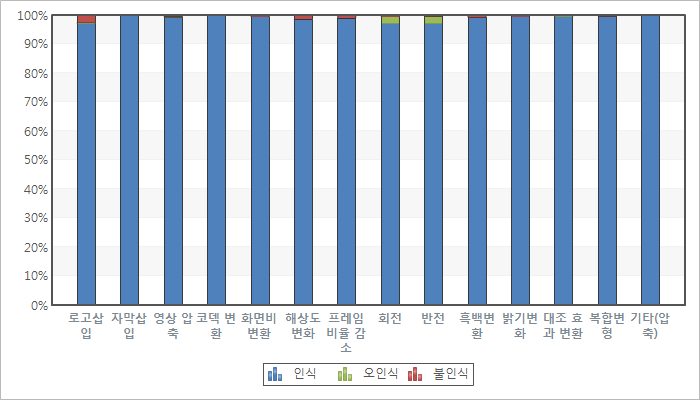 100%
90%
80%
70%
60%
50%
40%
30%
20%
10%
0%
로고삽
입
자막삽
입
영상 압
축
코덱 변
환
화면비
변환
해상도
변화
프레임
비율 감
소
회전
반전
흑백변
환
밝기변
화
대조 효
과 변환
복합변
형
기타(압
축)
인식
오인식
불인식